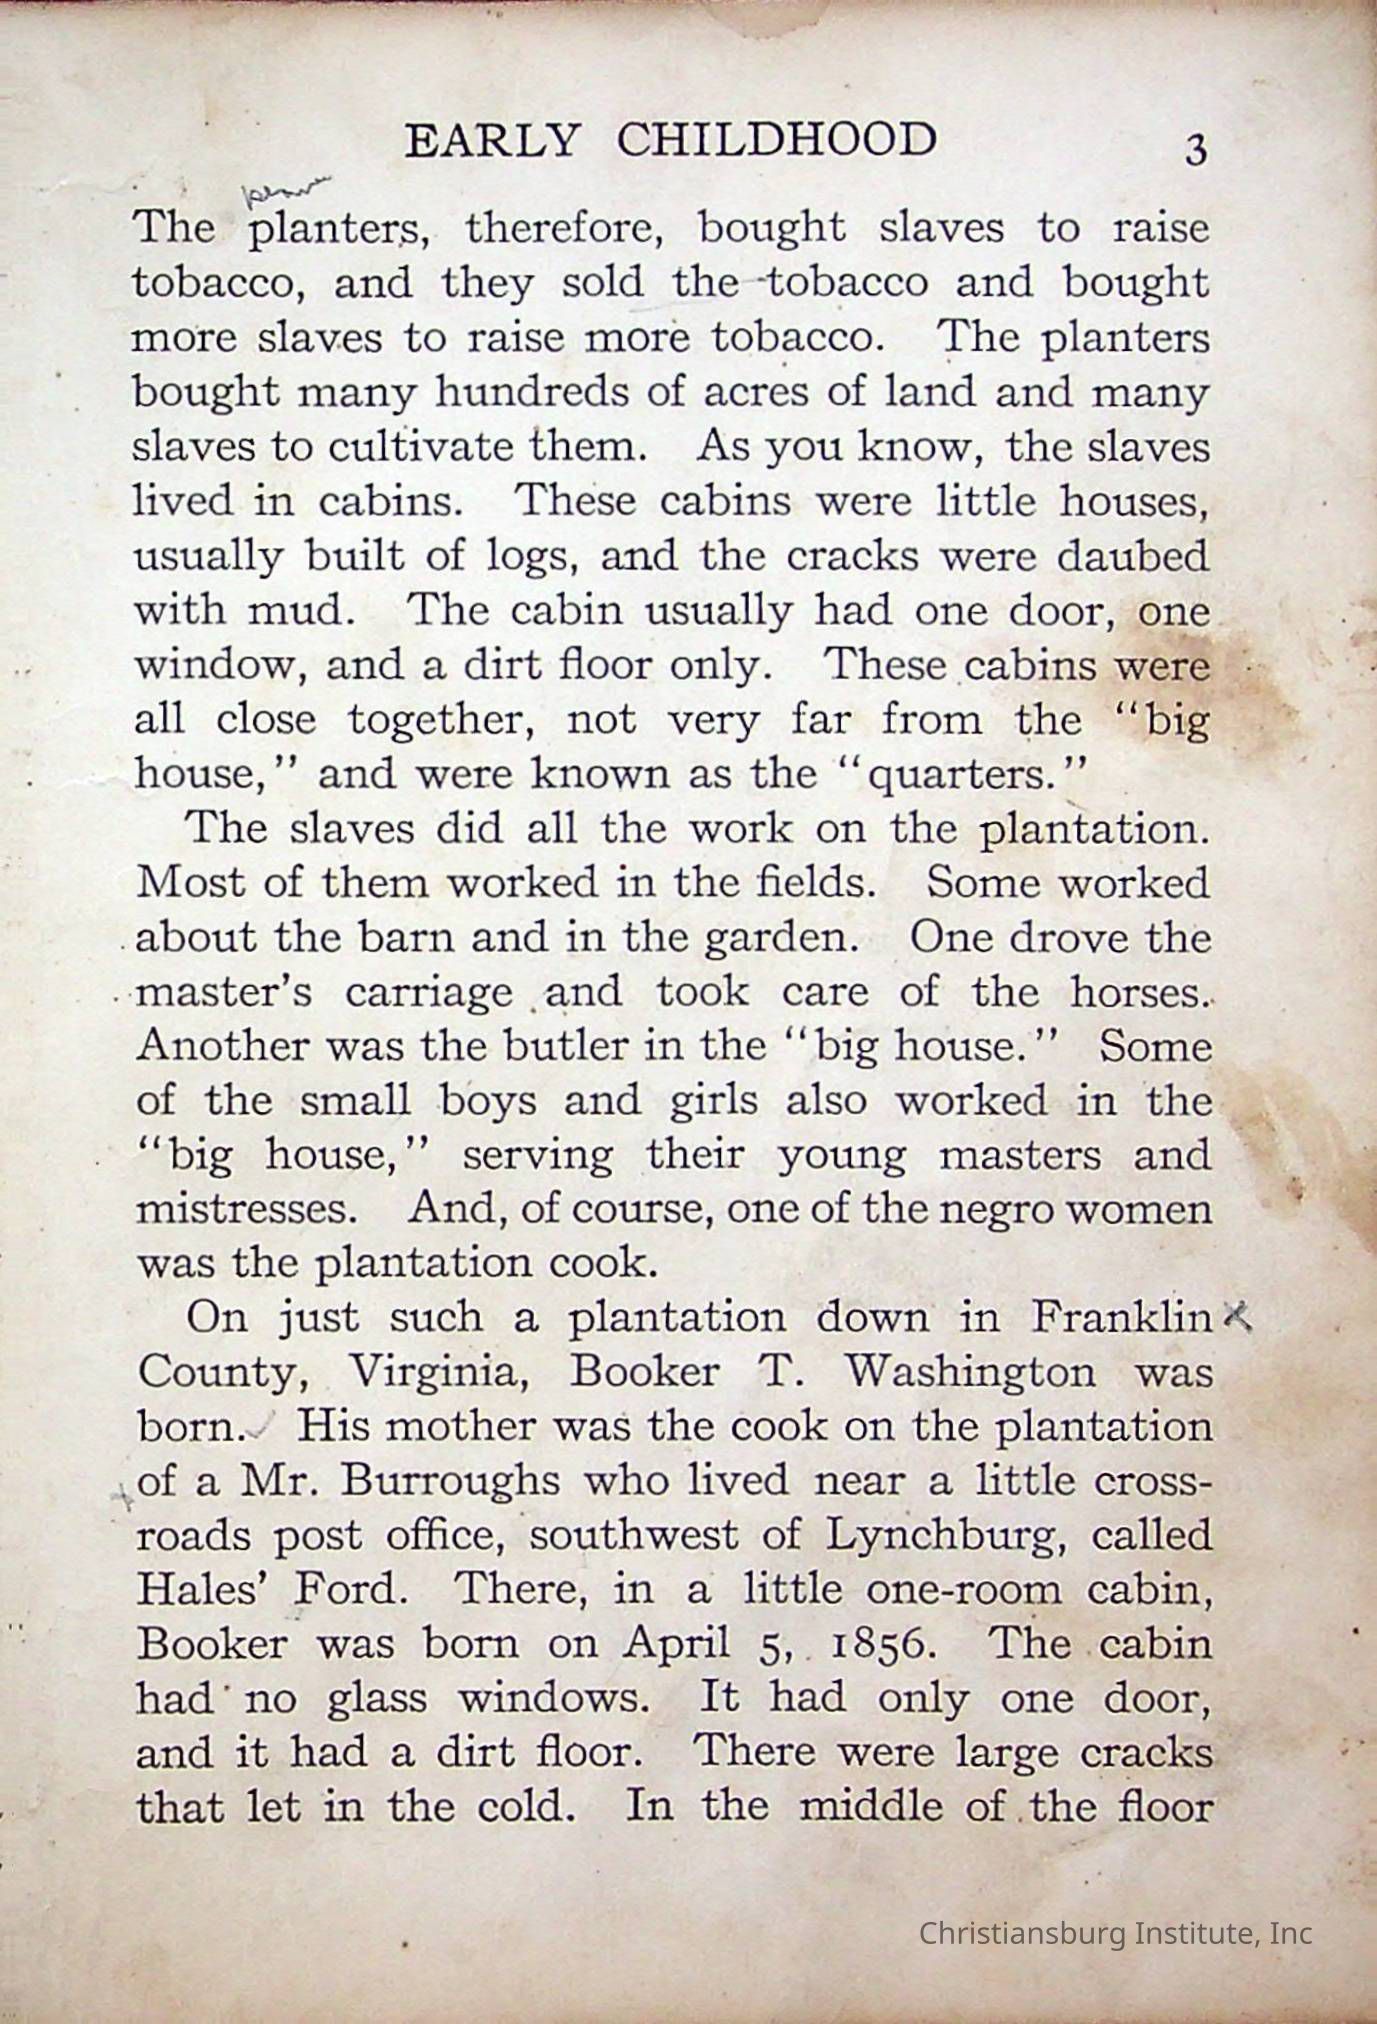 EARLY CHILDHOOD 3
The planters, therefore, bought slaves to raise
tobacco, and they sold the tobacco and bought
more slaves to raise more tobacco. The planters
bought many hundreds of acres of land and many
slaves to cultivate them. As you know, the slaves
lived in cabins. These cabins were little houses,
usually built of logs, and the cracks were daubed
with mud. The cabin usually had one door, one
window, and a dirt floor only. These cabins were
all close together, not very far from the "big
house," and were known as the "quarters."
The slaves did all the work on the plantation.
Most of them worked in the fields. Some worked
about the barn and in the garden. One drove the
master's carriage and took care of the horses.
Another was the butler in the "big house." Some
of the small boys and girls also worked in the
"big house," serving their young masters and
mistresses. And, of course, one of the negro women
was the plantation cook.
On just such a plantation down in Franklin
County, Virginia, Booker T. Washington was
born. His mother was the cook on the plantation
of a Mr. Burroughs who lived near a little cross-
roads post office, southwest of Lynchburg, called
Hales' Ford. There, in a little one-room cabin,
Booker was born on April 5, 1856. The cabin
had no glass windows. It had only one door,
and it had a dirt floor. There were large cracks
that let in the cold. In the middle of the floor
Christiansburg Institute, Inc